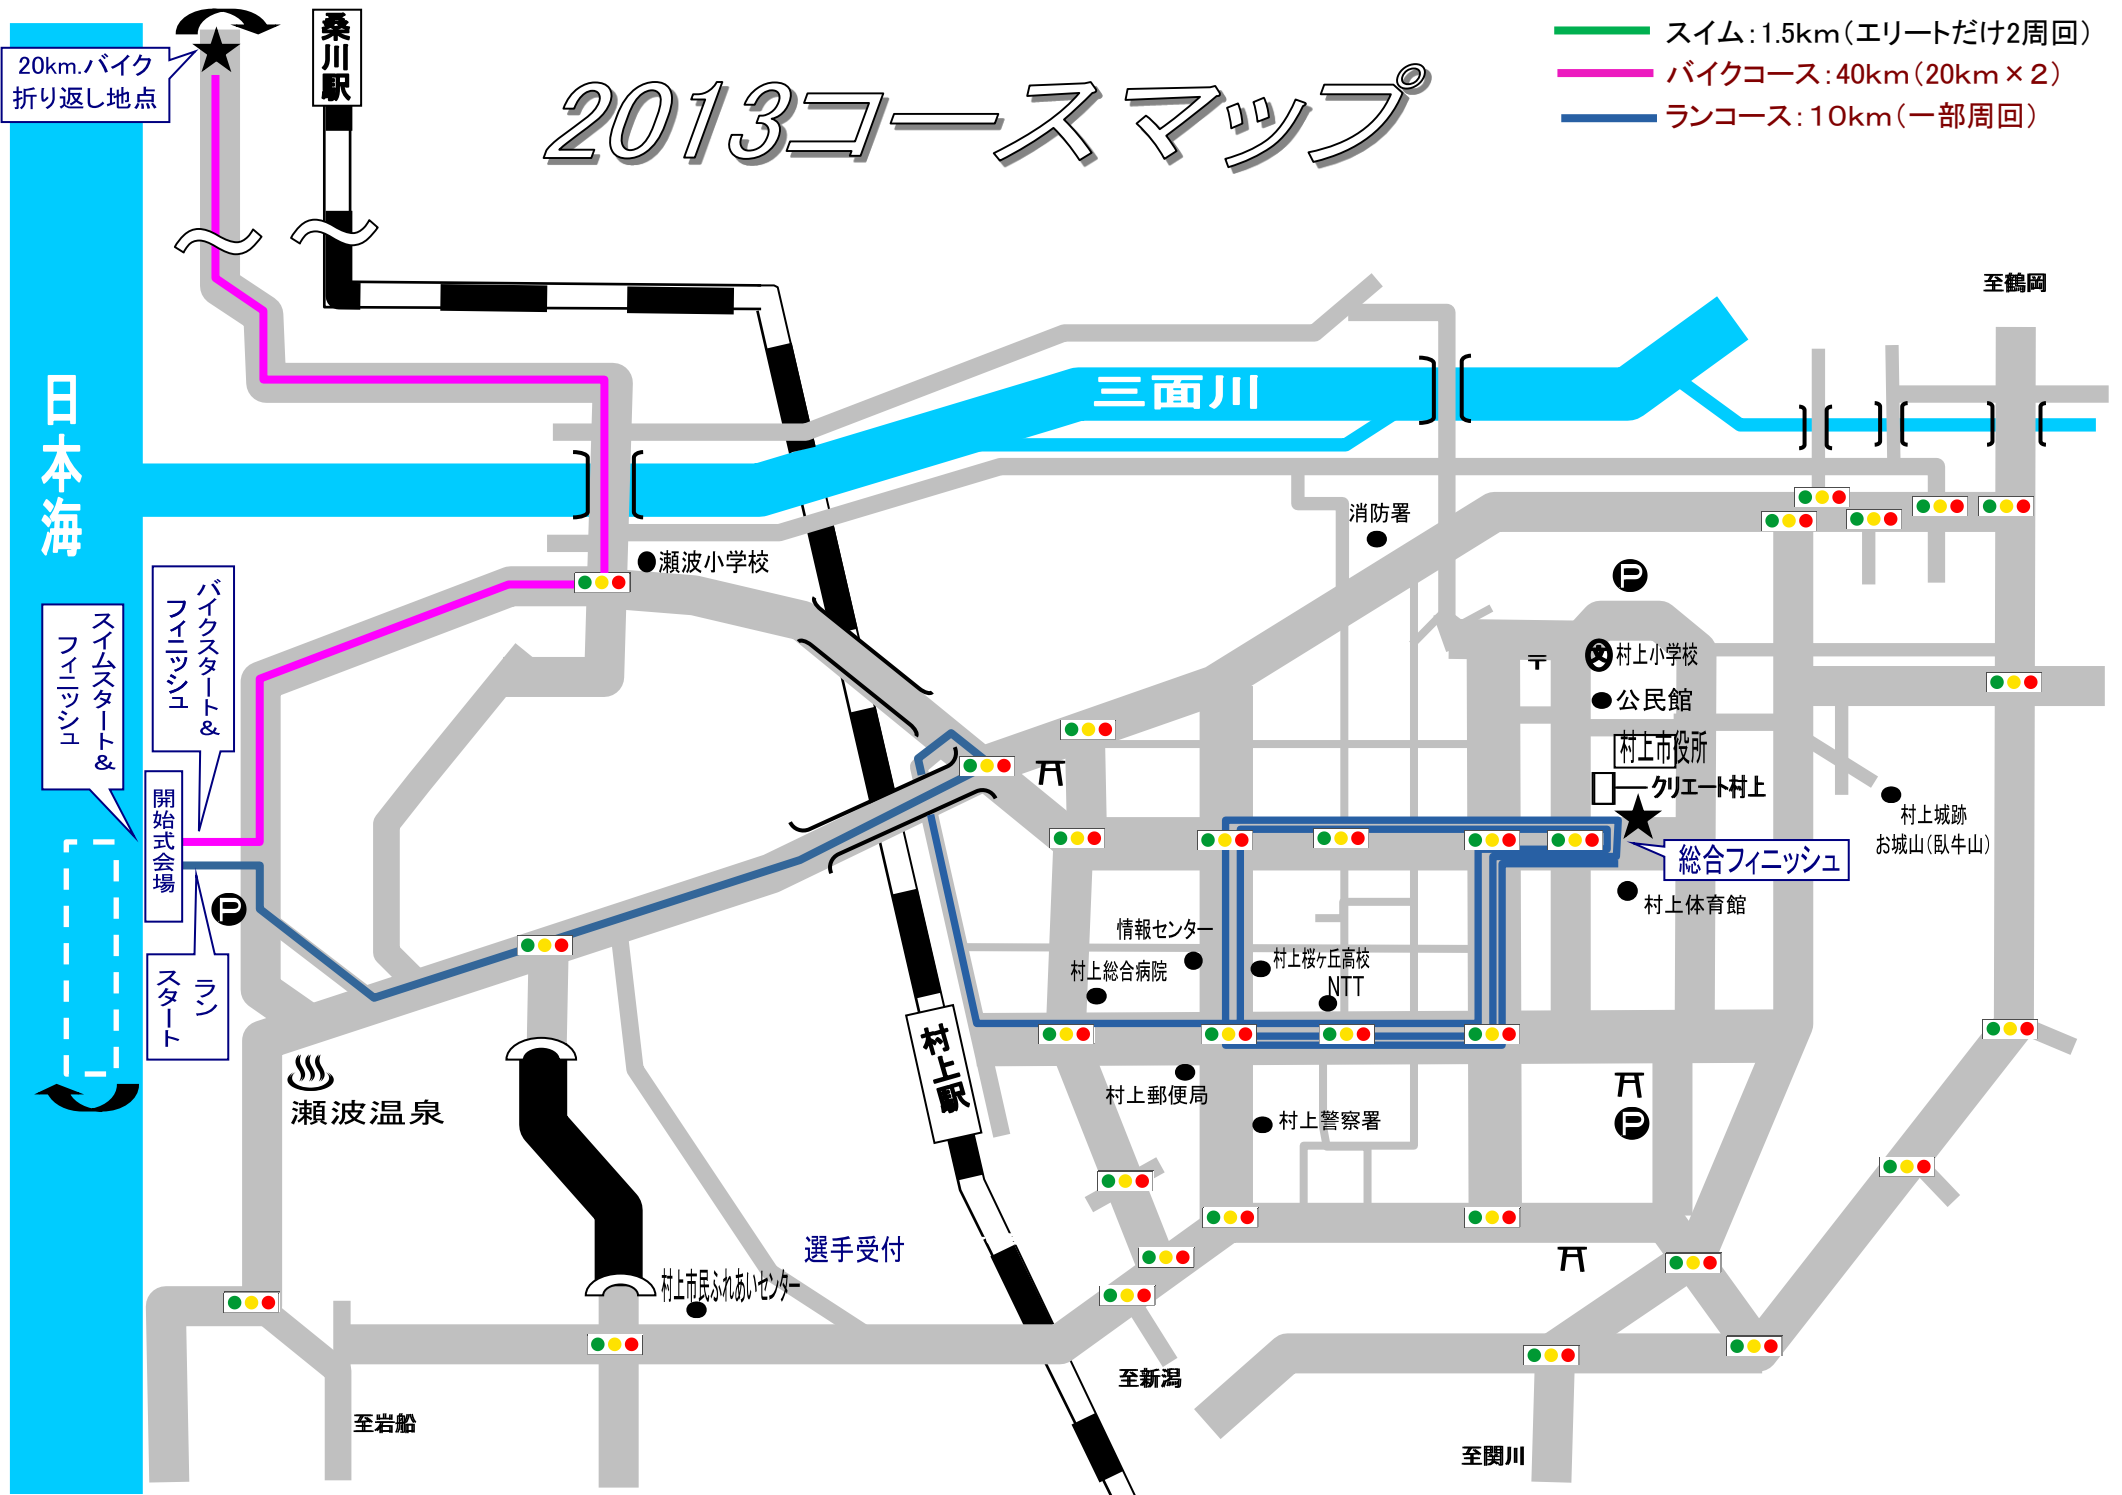 2013コースマップ
スイム：1.5km（エリートだけ2周回）
バイクコース：40km（20km×2）
ランコース：10km（一部周回）
20km.バイク
折り返し地点
桑川駅
至鶴岡
日本海
三面川
消防署
瀬波小学校
バイクスタート&
フィニッシュ
スイムスタート&
フィニッシュ
開始式会場
ラン
スタート
P
P
〒
文
村上小学校
公民館
村上市役所
クリエート村上
村上城跡
お城山（臥牛山）
総合フィニッシュ
村上体育館
情報センター
村上総合病院
村上桜ヶ丘高校
NTT
村上駅
瀬波温泉
村上郵便局
村上警察署
P
選手受付
村上市民ふれあいセンター
至新潟
至岩船
至関川